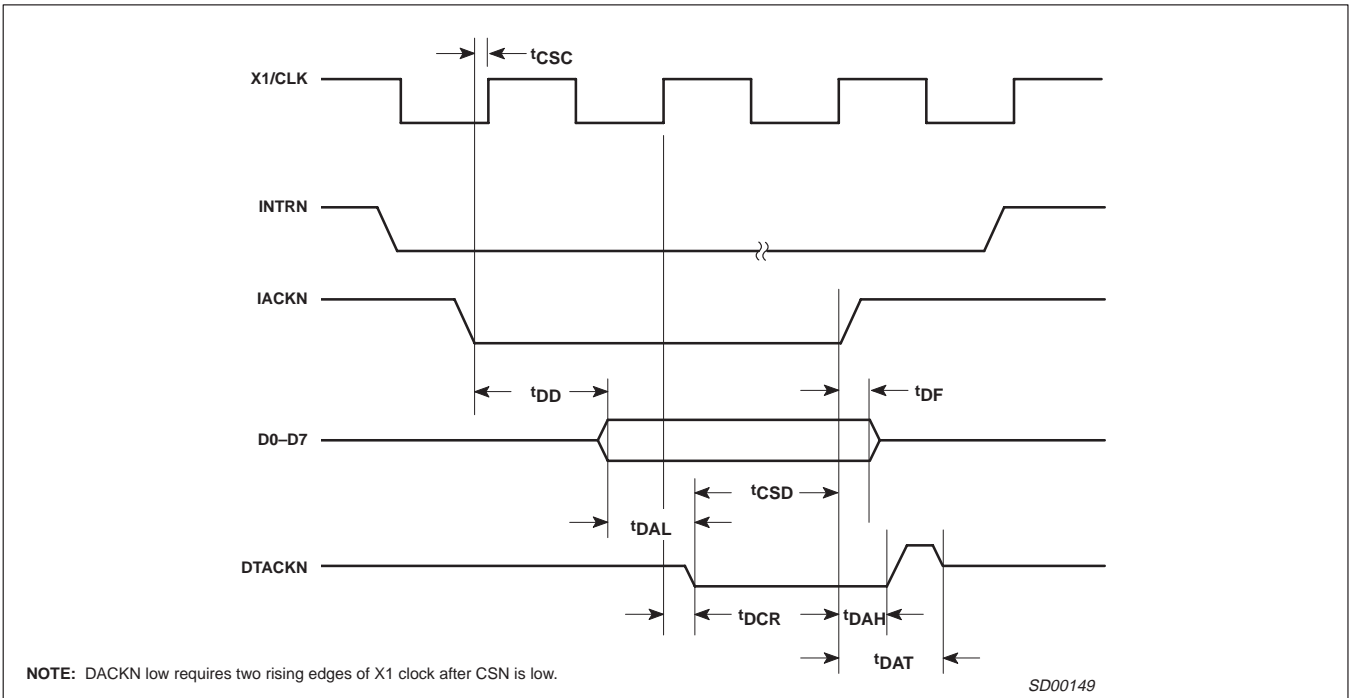 tCSC
X1/CLK
INTRN
IACKN
tDD
tDF
D0–D7
tCSD
tDAL
DTACKN
tDCR
tDAH
tDAT
NOTE: DACKN low requires two rising edges of X1 clock after CSN is low.
SD00149